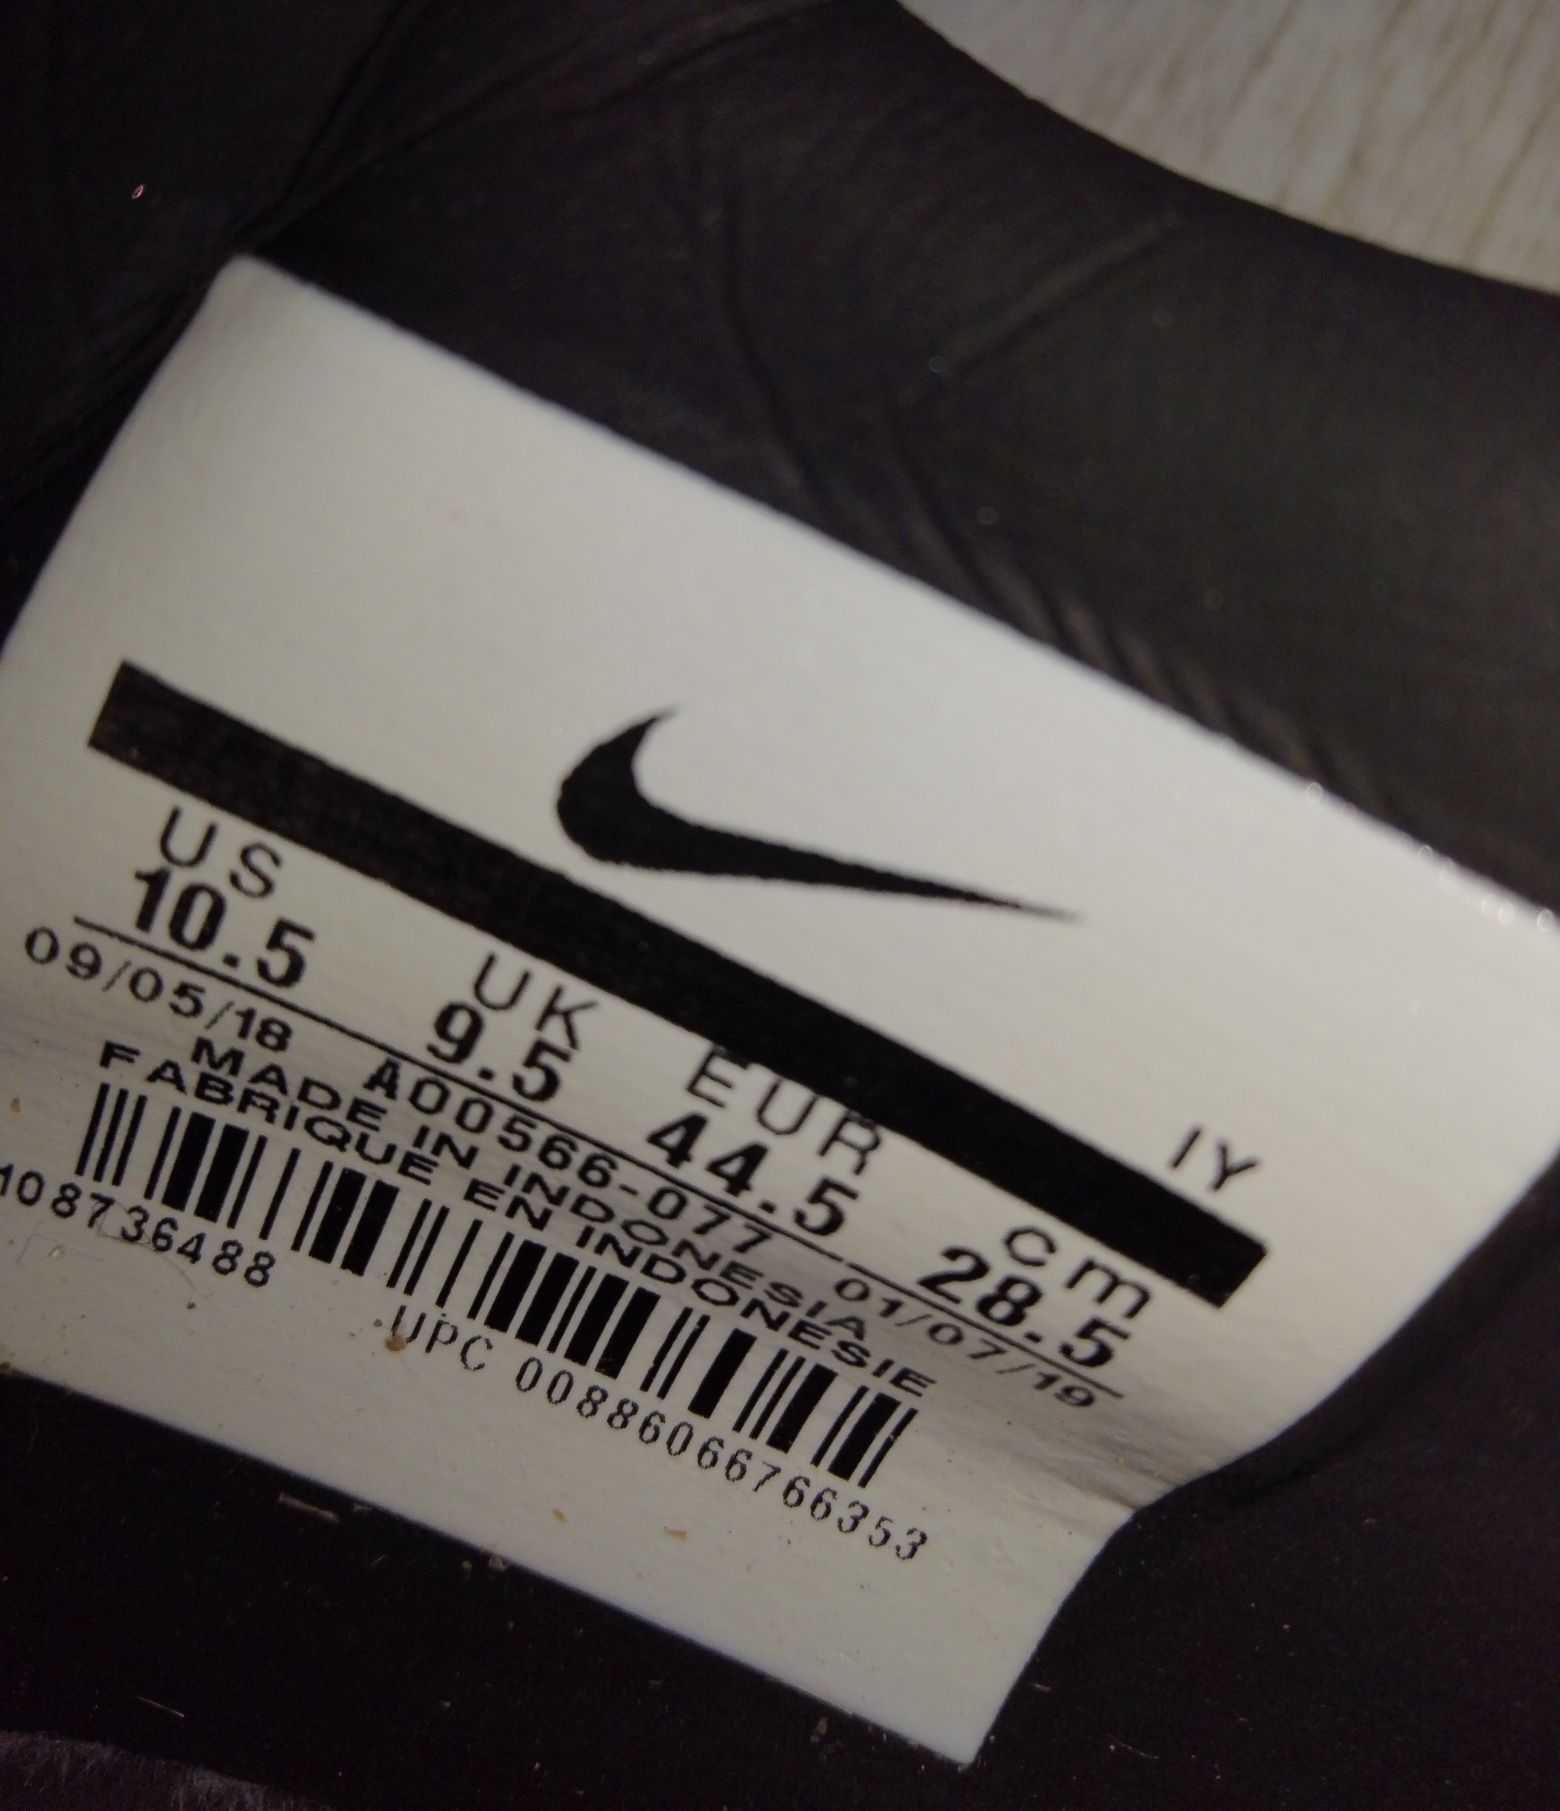 IY
US UK EUR cm
10.5 9.5 44.5 28.5
09/05/18 A00566-077 01/07/19
MADE IN INDONESIA
FABRIQUE EN INDONESIE
108736488
UPC 00886066766353